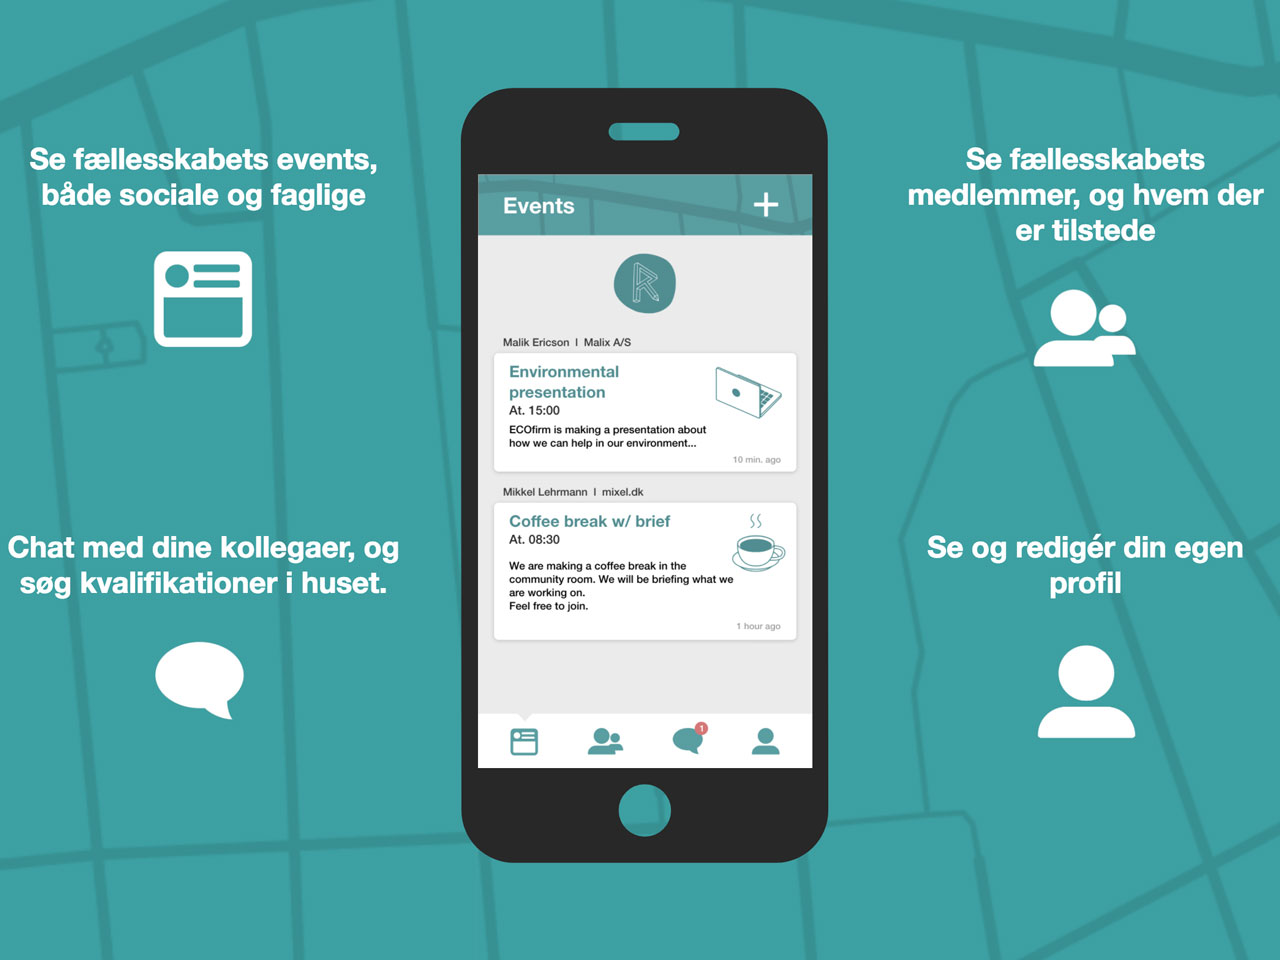 Se fællesskabets events,
både sociale og faglige
Chat med dine kollegaer, og
søg kvalifikationer i huset.
Events
R
Malik Ericson | Malix A/S
Environmental
presentation
At. 15:00
ECOfirm is making a presentation about
how we can help in our environment...
10 min. ago
Mikkel Lehrmann | mixel.dk
Coffee break w/ brief
At. 08:30
We are making a coffee break in the
community room. We will be briefing what we
are working on.
Feel free to join.
1 hour ago
1
Se fællesskabets
medlemmer, og hvem der
er tilstede
Se og redigér din egen
profil